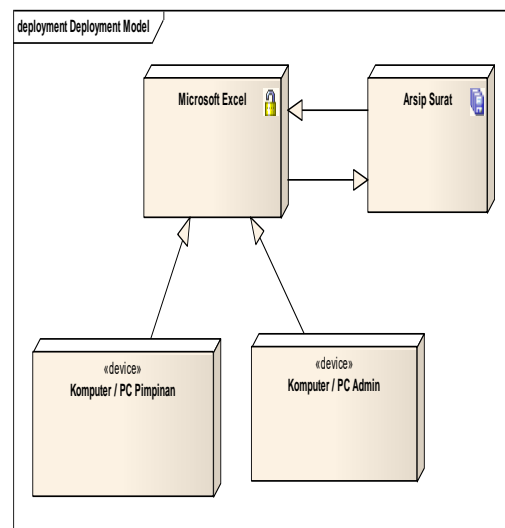 deployment Deployment Model
Microsoft Excel
Arsip Surat
«device»
Komputer / PC Pimpinan
«device»
Komputer / PC Admin